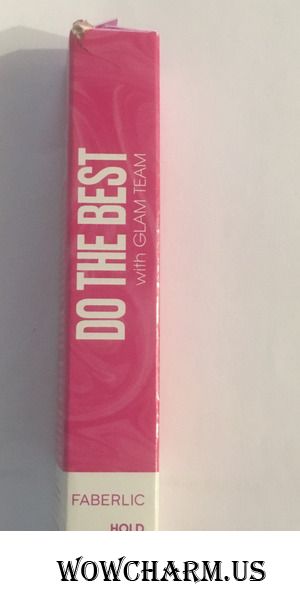 DO THE BEST
with GLAM TEAM
FABERLIC
HOLD
WOWCHARM.US